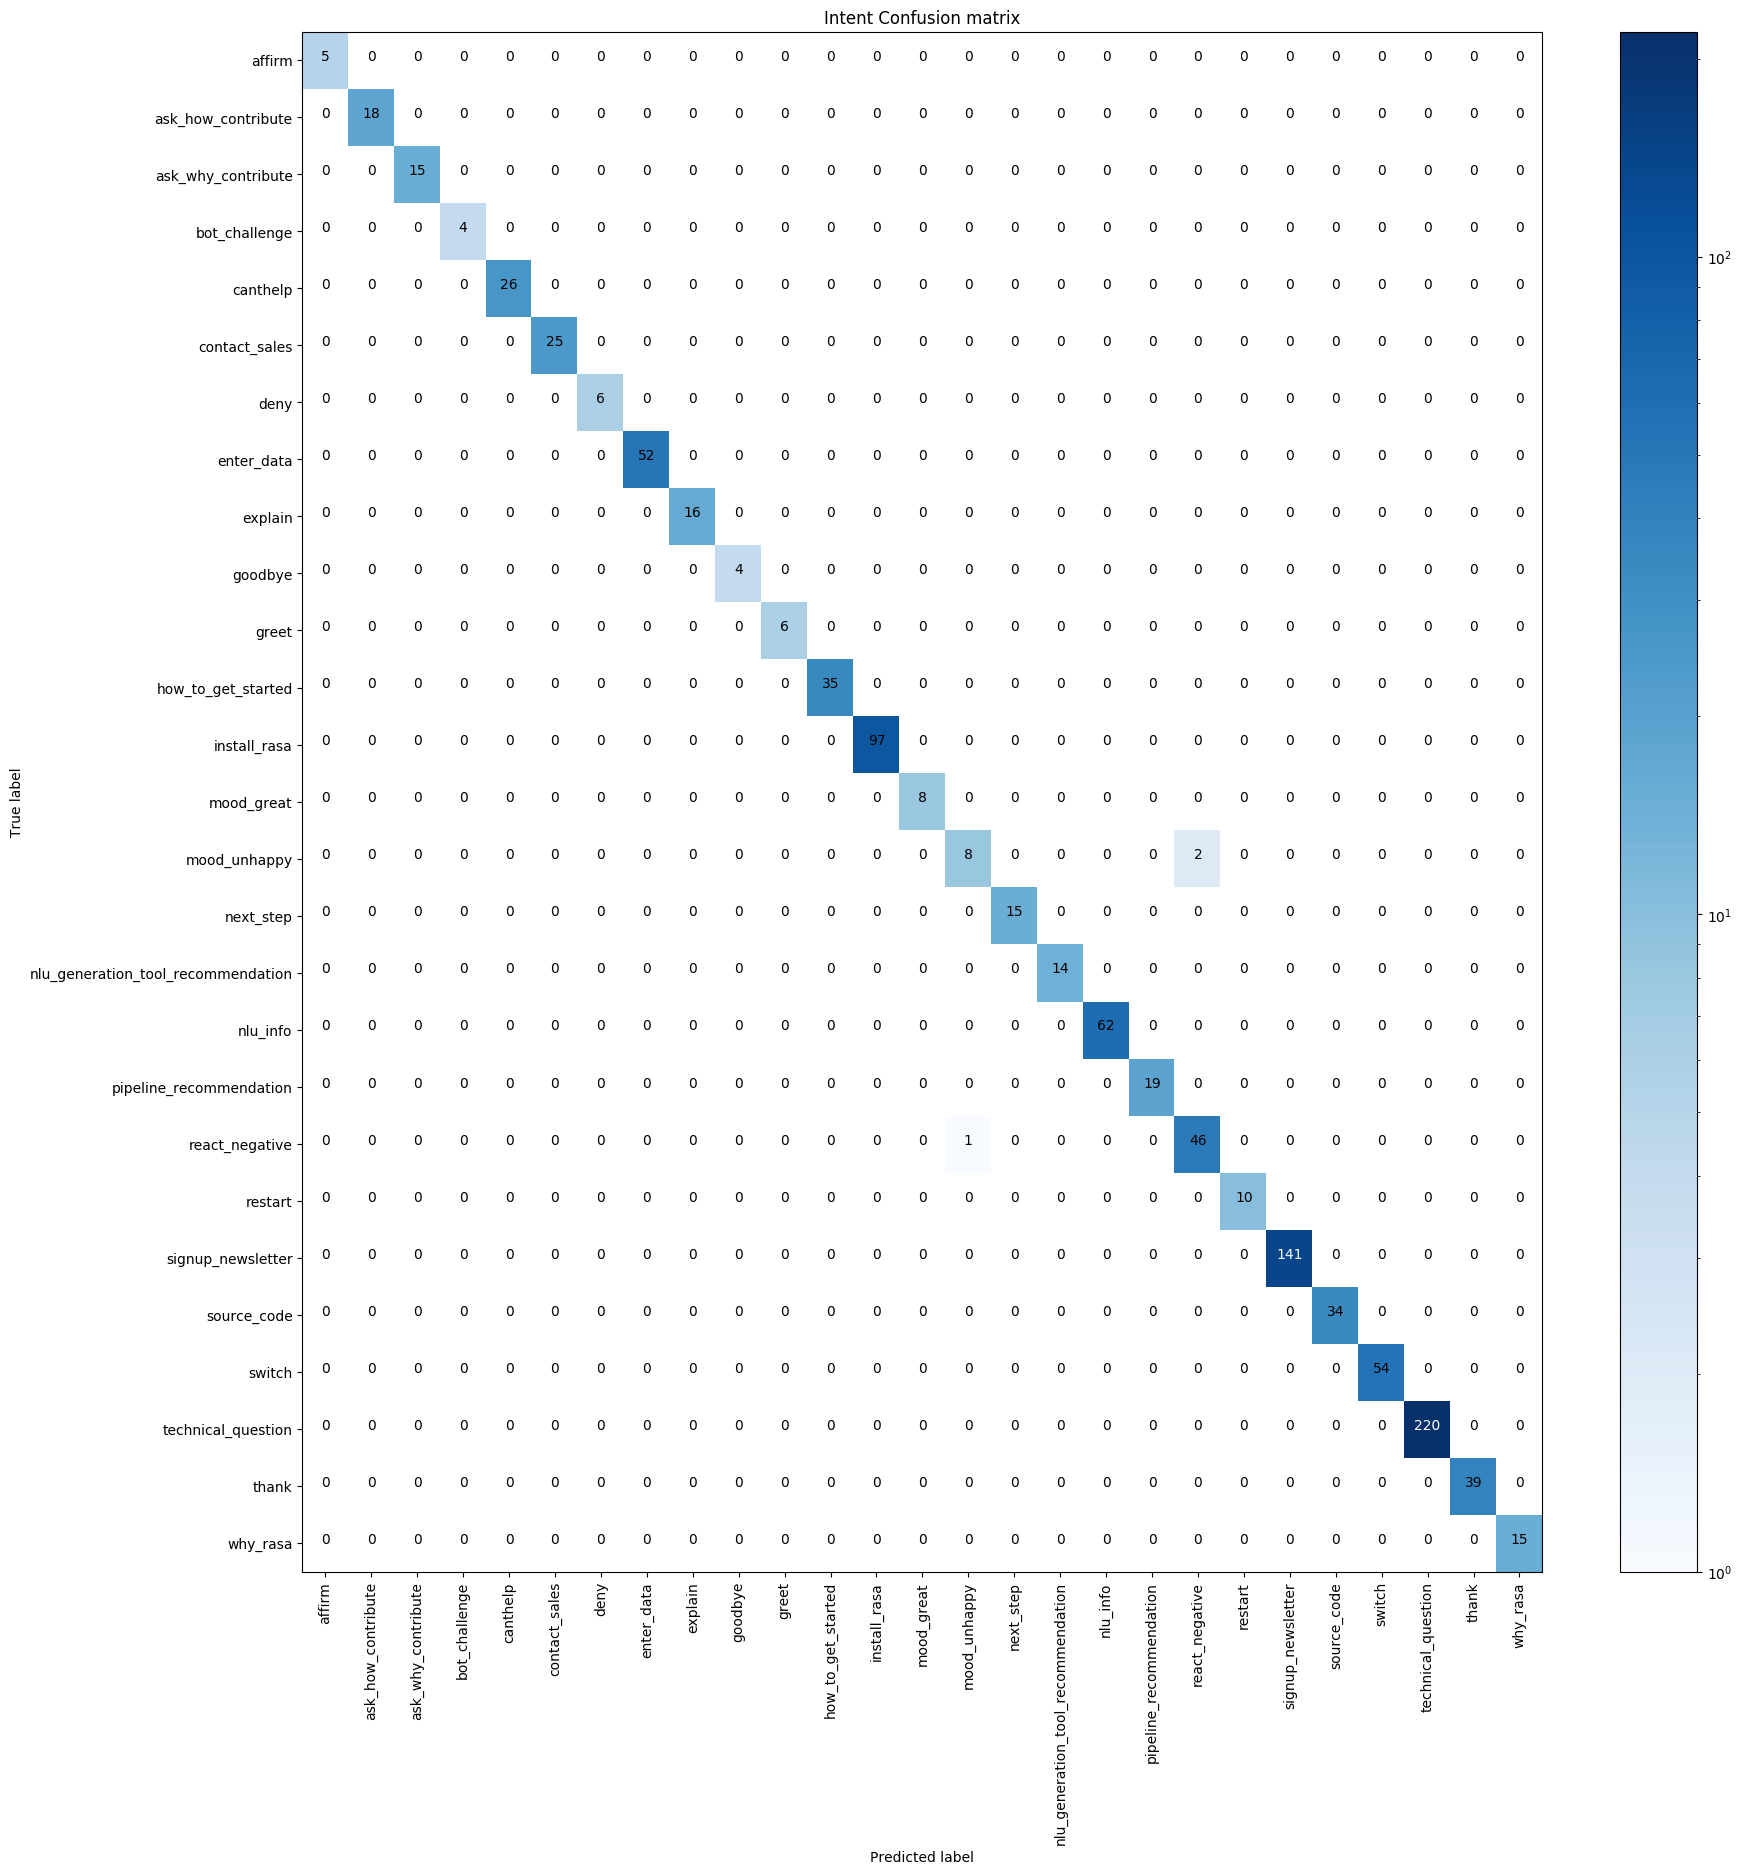 Intent Confusion matrix
affirm 5 0 0 0 0 0 0 0 0 0 0 0 0 0 0 0 0 0 0 0 0 0 0 0 0 0 0
ask_how_contribute 0 18 0 0 0 0 0 0 0 0 0 0 0 0 0 0 0 0 0 0 0 0 0 0 0 0 0
ask_why_contribute 0 0 15 0 0 0 0 0 0 0 0 0 0 0 0 0 0 0 0 0 0 0 0 0 0 0 0
bot_challenge 0 0 0 4 0 0 0 0 0 0 0 0 0 0 0 0 0 0 0 0 0 0 0 0 0 0 0
canthelp 0 0 0 0 26 0 0 0 0 0 0 0 0 0 0 0 0 0 0 0 0 0 0 0 0 0 0
contact_sales 0 0 0 0 0 25 0 0 0 0 0 0 0 0 0 0 0 0 0 0 0 0 0 0 0 0 0
deny 0 0 0 0 0 0 6 0 0 0 0 0 0 0 0 0 0 0 0 0 0 0 0 0 0 0 0
enter_data 0 0 0 0 0 0 0 52 0 0 0 0 0 0 0 0 0 0 0 0 0 0 0 0 0 0 0
explain 0 0 0 0 0 0 0 0 16 0 0 0 0 0 0 0 0 0 0 0 0 0 0 0 0 0 0
goodbye 0 0 0 0 0 0 0 0 0 4 0 0 0 0 0 0 0 0 0 0 0 0 0 0 0 0 0
greet 0 0 0 0 0 0 0 0 0 0 6 0 0 0 0 0 0 0 0 0 0 0 0 0 0 0 0
how_to_get_started 0 0 0 0 0 0 0 0 0 0 0 35 0 0 0 0 0 0 0 0 0 0 0 0 0 0 0
install_rasa 0 0 0 0 0 0 0 0 0 0 0 0 97 0 0 0 0 0 0 0 0 0 0 0 0 0 0
mood_great 0 0 0 0 0 0 0 0 0 0 0 0 0 8 0 0 0 0 0 0 0 0 0 0 0 0 0
mood_unhappy 0 0 0 0 0 0 0 0 0 0 0 0 0 0 8 0 0 0 0 2 0 0 0 0 0 0 0
next_step 0 0 0 0 0 0 0 0 0 0 0 0 0 0 0 15 0 0 0 0 0 0 0 0 0 0 0
nlu_generation_tool_recommendation 0 0 0 0 0 0 0 0 0 0 0 0 0 0 0 0 14 0 0 0 0 0 0 0 0 0 0
nlu_info 0 0 0 0 0 0 0 0 0 0 0 0 0 0 0 0 0 62 0 0 0 0 0 0 0 0 0
pipeline_recommendation 0 0 0 0 0 0 0 0 0 0 0 0 0 0 0 0 0 0 19 0 0 0 0 0 0 0 0
react_negative 0 0 0 0 0 0 0 0 0 0 0 0 0 0 1 0 0 0 0 46 0 0 0 0 0 0 0
restart 0 0 0 0 0 0 0 0 0 0 0 0 0 0 0 0 0 0 0 0 10 0 0 0 0 0 0
signup_newsletter 0 0 0 0 0 0 0 0 0 0 0 0 0 0 0 0 0 0 0 0 0 141 0 0 0 0 0
source_code 0 0 0 0 0 0 0 0 0 0 0 0 0 0 0 0 0 0 0 0 0 0 34 0 0 0 0
switch 0 0 0 0 0 0 0 0 0 0 0 0 0 0 0 0 0 0 0 0 0 0 0 54 0 0 0
technical_question 0 0 0 0 0 0 0 0 0 0 0 0 0 0 0 0 0 0 0 0 0 0 0 0 220 0 0
thank 0 0 0 0 0 0 0 0 0 0 0 0 0 0 0 0 0 0 0 0 0 0 0 0 0 39 0
why_rasa 0 0 0 0 0 0 0 0 0 0 0 0 0 0 0 0 0 0 0 0 0 0 0 0 0 0 15
True label
affirm
ask_how_contribute
ask_why_contribute
bot_challenge
canthelp
contact_sales
deny
enter_data
explain
goodbye
greet
how_to_get_started
install_rasa
mood_great
mood_unhappy
next_step
nlu_generation_tool_recommendation
nlu_info
pipeline_recommendation
react_negative
restart
signup_newsletter
source_code
switch
technical_question
thank
why_rasa
Predicted label
10²
10¹
10⁰